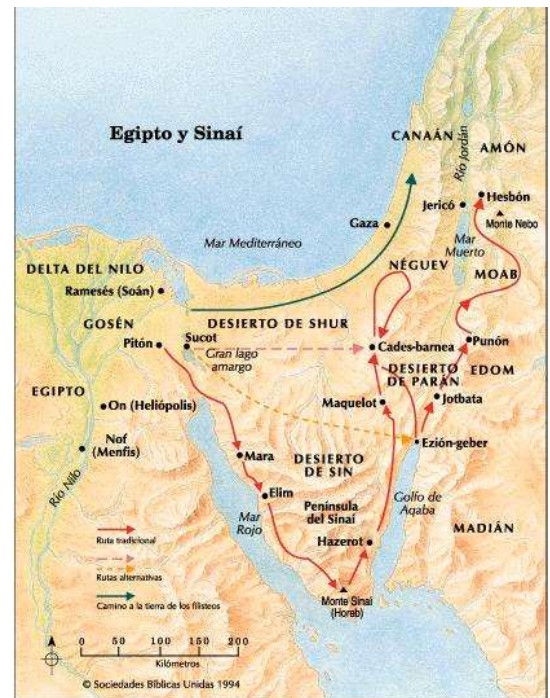 Egipto y Sinaí
CANAÁN
AMÓN
Río Jordán
Jericó
Hesbón
Monte Nebo
Gaza
Mar Mediterráneo
Mar
Muerto
NÉGUEV
MOAB
DELTA DEL NILO
Ramesés (Soán)
GOSÉN
DESIERTO DE SHUR
Pitón
Sucot
Gran lago
amargo
Cades-barnea
Punón
DESIERTO
DE PARÁN
EDOM
EGIPTO
On (Heliópolis)
Maquelot
Jotbata
Nof
(Menfis)
Ezión-geber
Río Nilo
Mara
DESIERTO
DE SIN
Elim
Península
del Sinaí
Golfo de
Aqaba
MADIÁN
Mar
Rojo
Hazerot
Monte Sinaí
(Horeb)
Ruta tradicional
Rutas alternativas
Camino a la tierra de los filisteos
0 50 100 150 200
Kilómetros
© Sociedades Bíblicas Unidas 1994